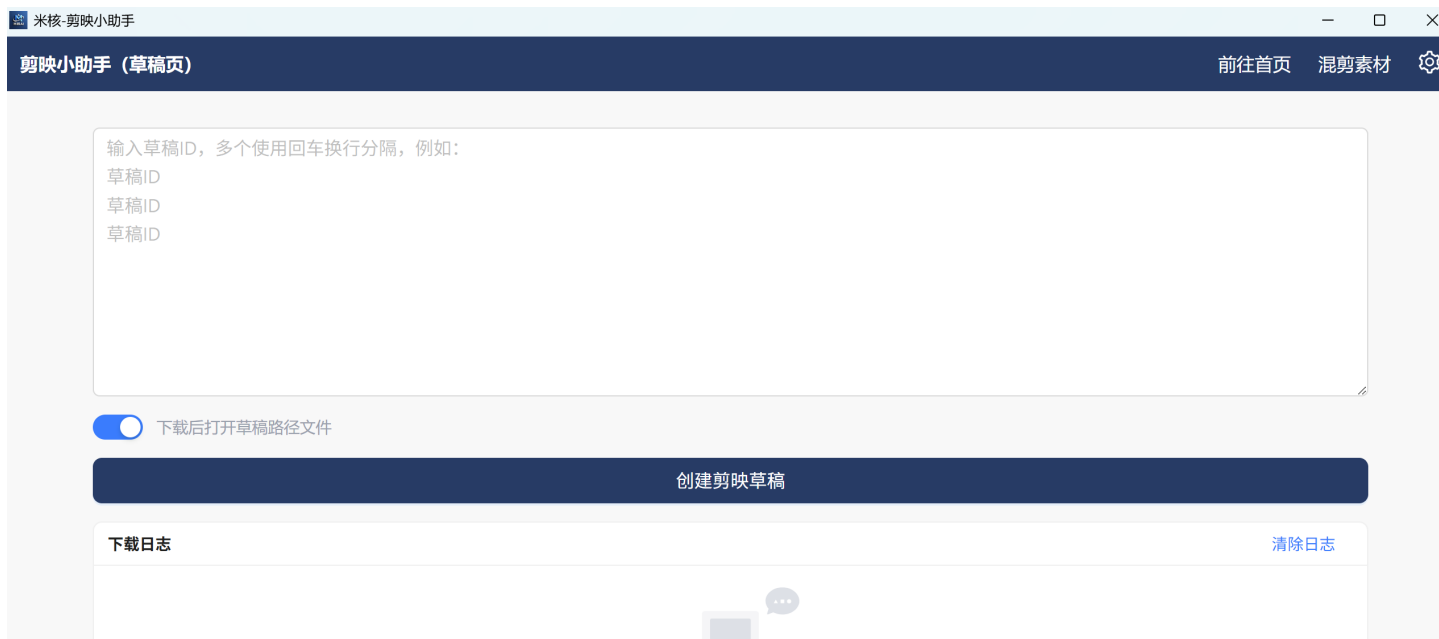 米核-剪映小助手
剪映小助手（草稿页）
前往首页 混剪素材
输入草稿ID，多个使用回车换行分隔，例如：
草稿ID
草稿ID
草稿ID
下载后打开草稿路径文件
创建剪映草稿
下载日志 清除日志